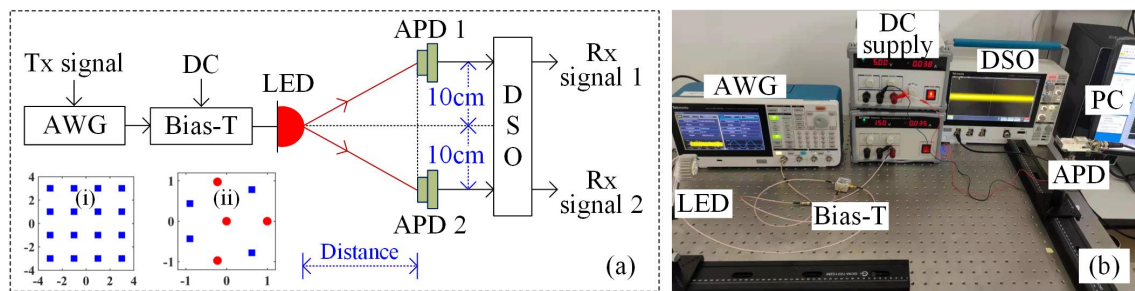 Tx signal
AWG
DC
Bias-T
LED
APD 1
APD 2
10cm
10cm
D
S
O
Rx
signal 1
Rx
signal 2
Distance
(a)
(i)
4
2
0
-2
-4
-4 -2 0 2 4
(ii)
1
0
-1
-1 0 1
AWG
DC
supply
DSO
PC
APD
LED
Bias-T
(b)